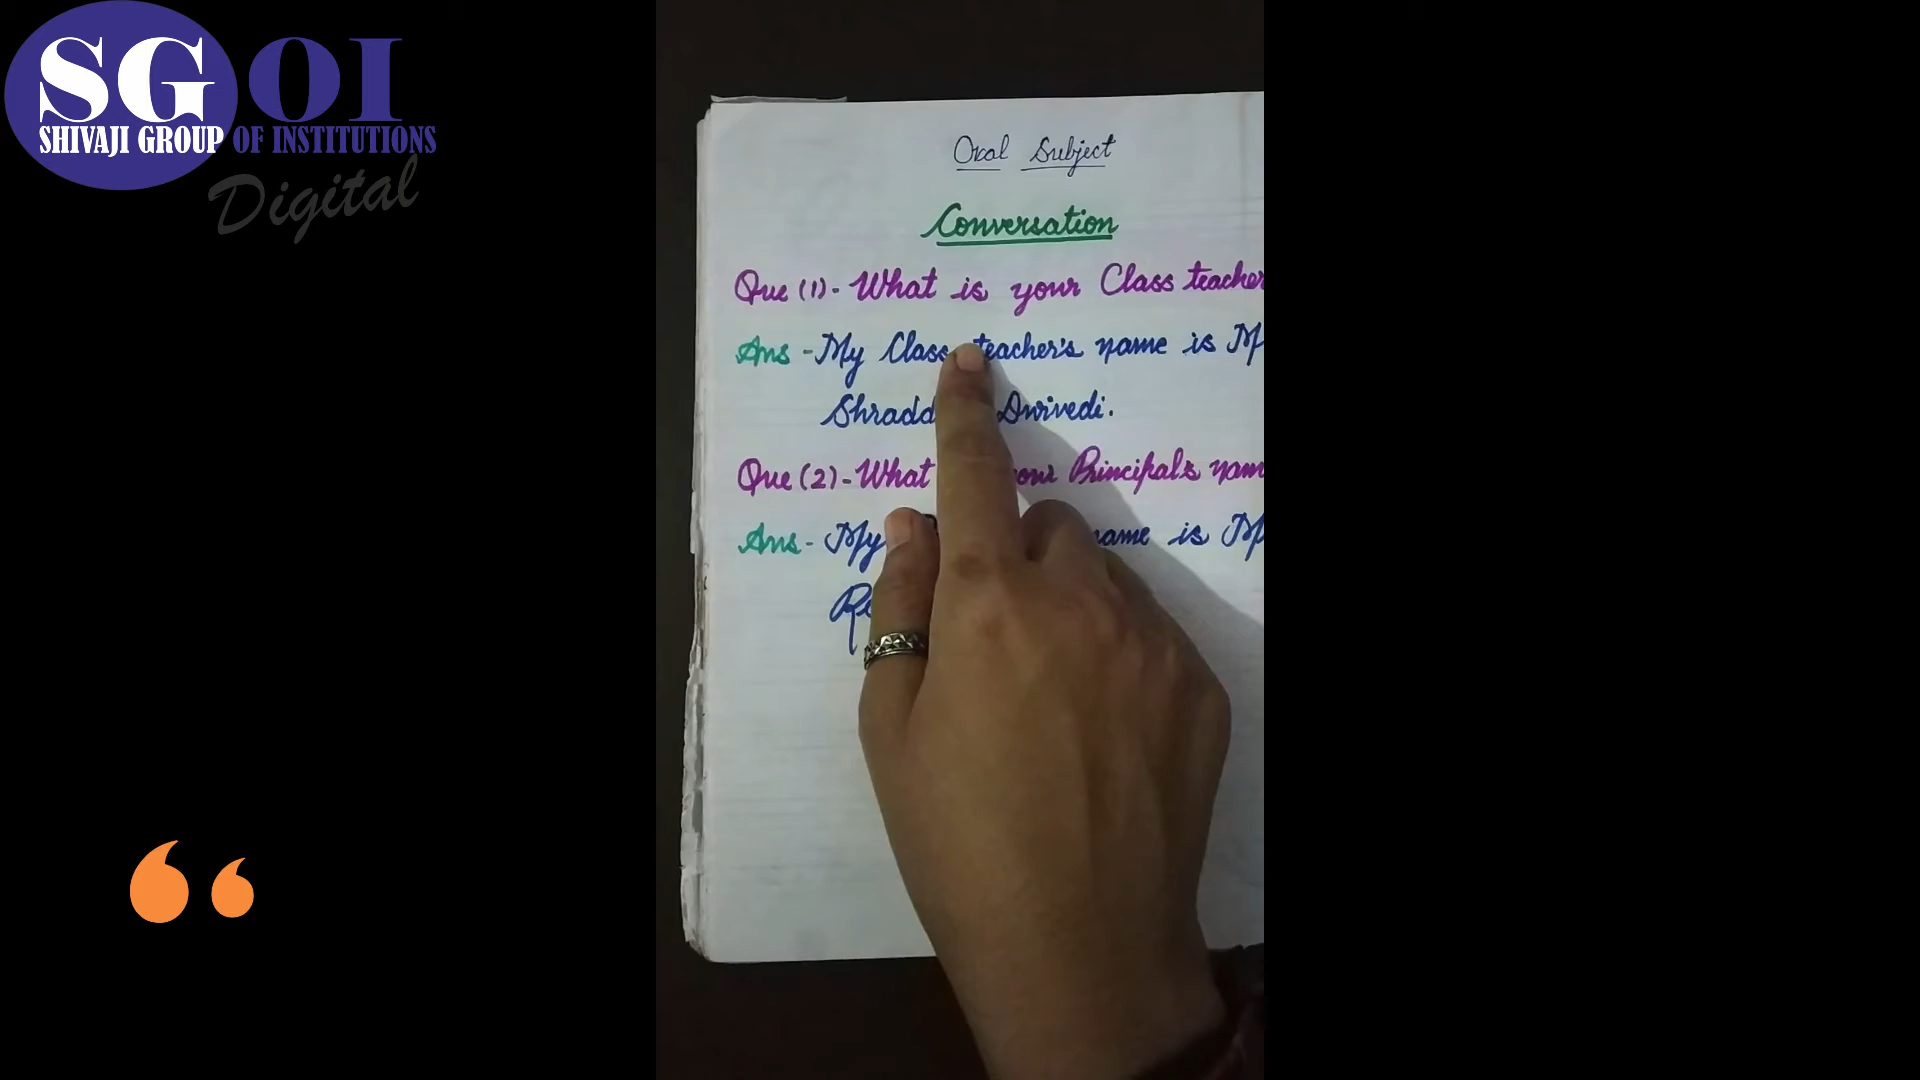 SGOI
SHIVAJI GROUP OF INSTITUTIONS
Digital
Oral Subject
Conversation
Que (1) - What is your Class teacher
Ans - My Class teacher's name is
Dwivedi.
Que (2) - What Principal's
Ans - My name is